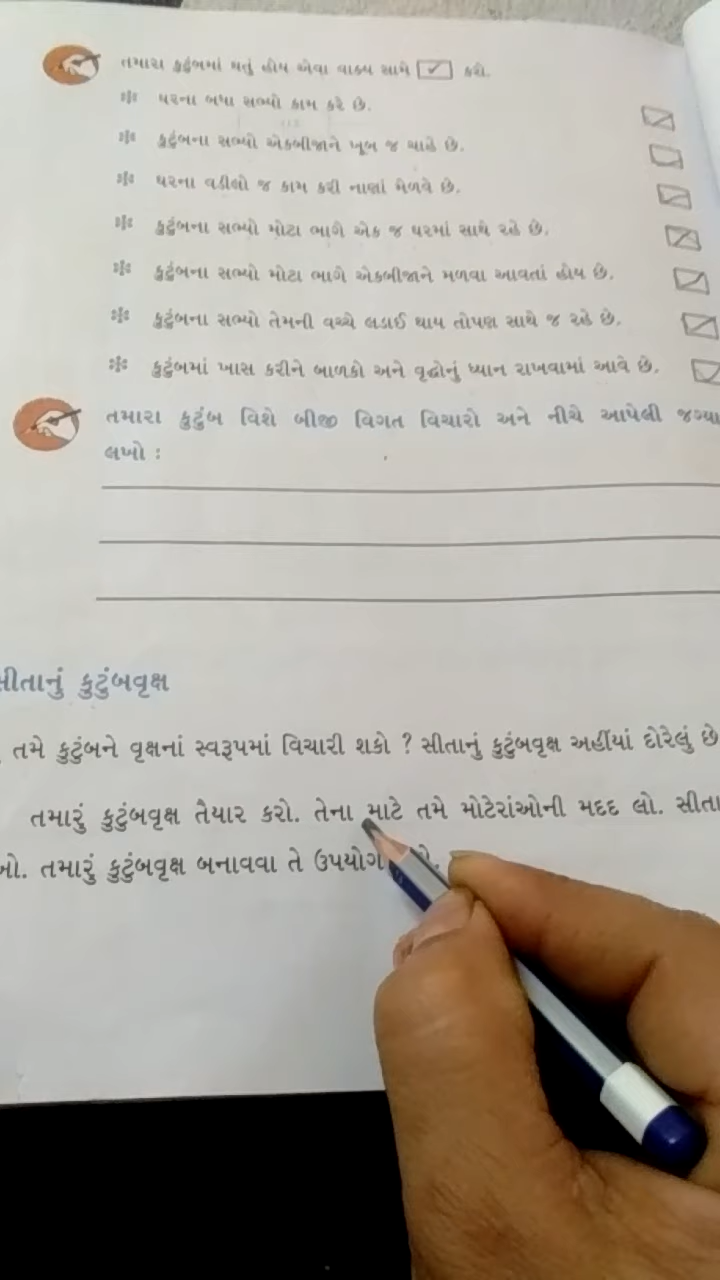 તમારા કુટુંબમાં થતું હોય એવા વાક્ય સામે ✓ કરો.
ઘરના બધા સભ્યો કામ કરે છે.
કુટુંબના સભ્યો એકબીજાને ખૂબ જ ચાહે છે.
ઘરના વડીલો જ કામ કરી નાણાં મેળવે છે.
કુટુંબના સભ્યો મોટા ભાગે એક જ ઘરમાં સાથે રહે છે.
કુટુંબના સભ્યો મોટા ભાગે એકબીજાને મળવા આવતાં હોય છે.
કુટુંબના સભ્યો તેમની વચ્ચે લડાઈ થાય તોપણ સાથે જ રહે છે.
કુટુંબમાં ખાસ કરીને બાળકો અને વૃદ્ધોનું ધ્યાન રાખવામાં આવે છે.
તમારા કુટુંબ વિશે બીજી વિગત વિચારો અને નીચે આપેલી જગ્યા
લખો :
સીતાનું કુટુંબવૃક્ષ
તમે કુટુંબને વૃક્ષનાં સ્વરૂપમાં વિચારી શકો ? સીતાનું કુટુંબવૃક્ષ અહીંયાં દોરેલું છે
તમારું કુટુંબવૃક્ષ તૈયાર કરો. તેના માટે તમે મોટેરાંઓની મદદ લો. સીતા
તમારું કુટુંબવૃક્ષ બનાવવા તે ઉપયોગ